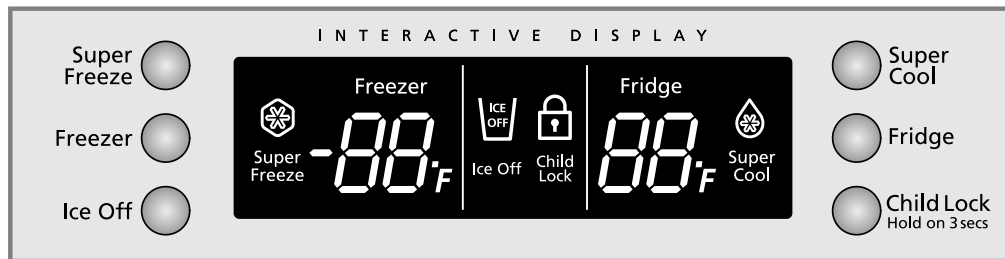 INTERACTIVE DISPLAY
Super
Freeze
Freezer
Ice Off
Freezer
Super
Freeze
-88°F
ICE
OFF
Ice Off
Child
Lock
Fridge
88°F
Super
Cool
Super
Cool
Fridge
Child Lock
Hold on 3 secs